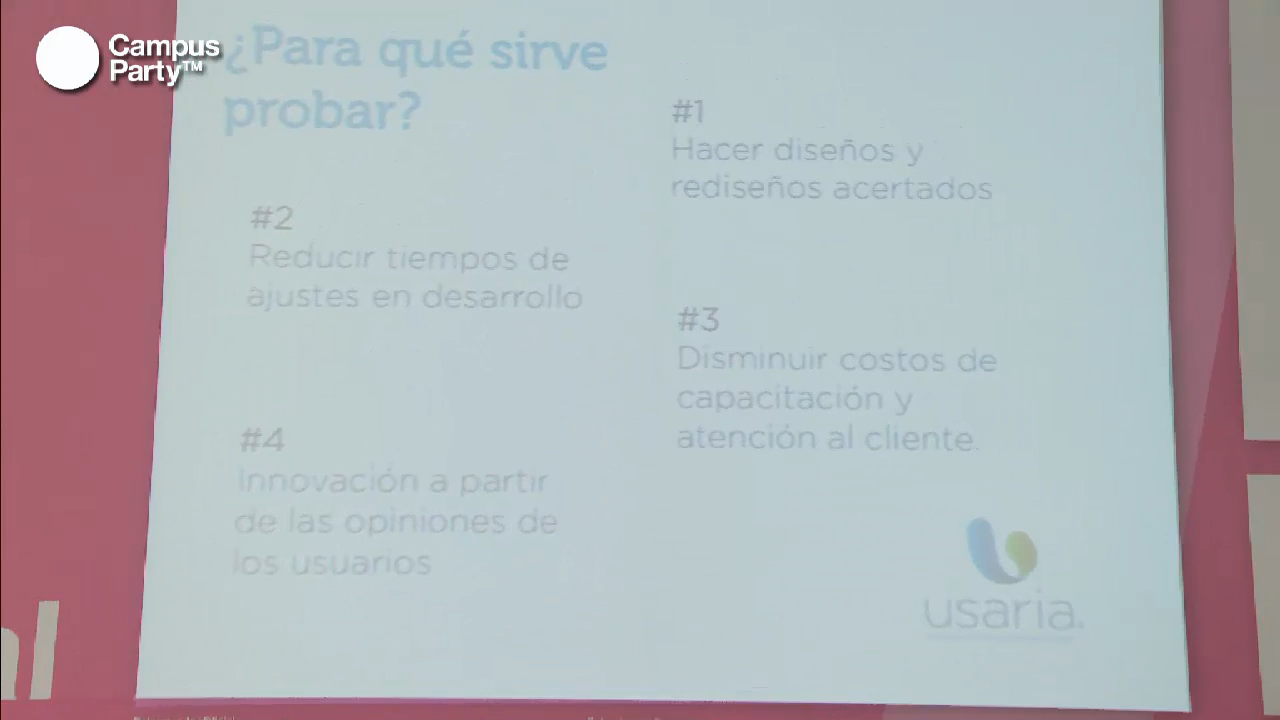 Campus
Party™
¿Para qué sirve
probar?
#1
Hacer diseños y
rediseños acertados
#2
Reducir tiempos de
ajustes en desarrollo
#3
Disminuir costos de
capacitación y
atención al cliente.
#4
Innovación a partir
de las opiniones de
los usuarios
usaria.
al